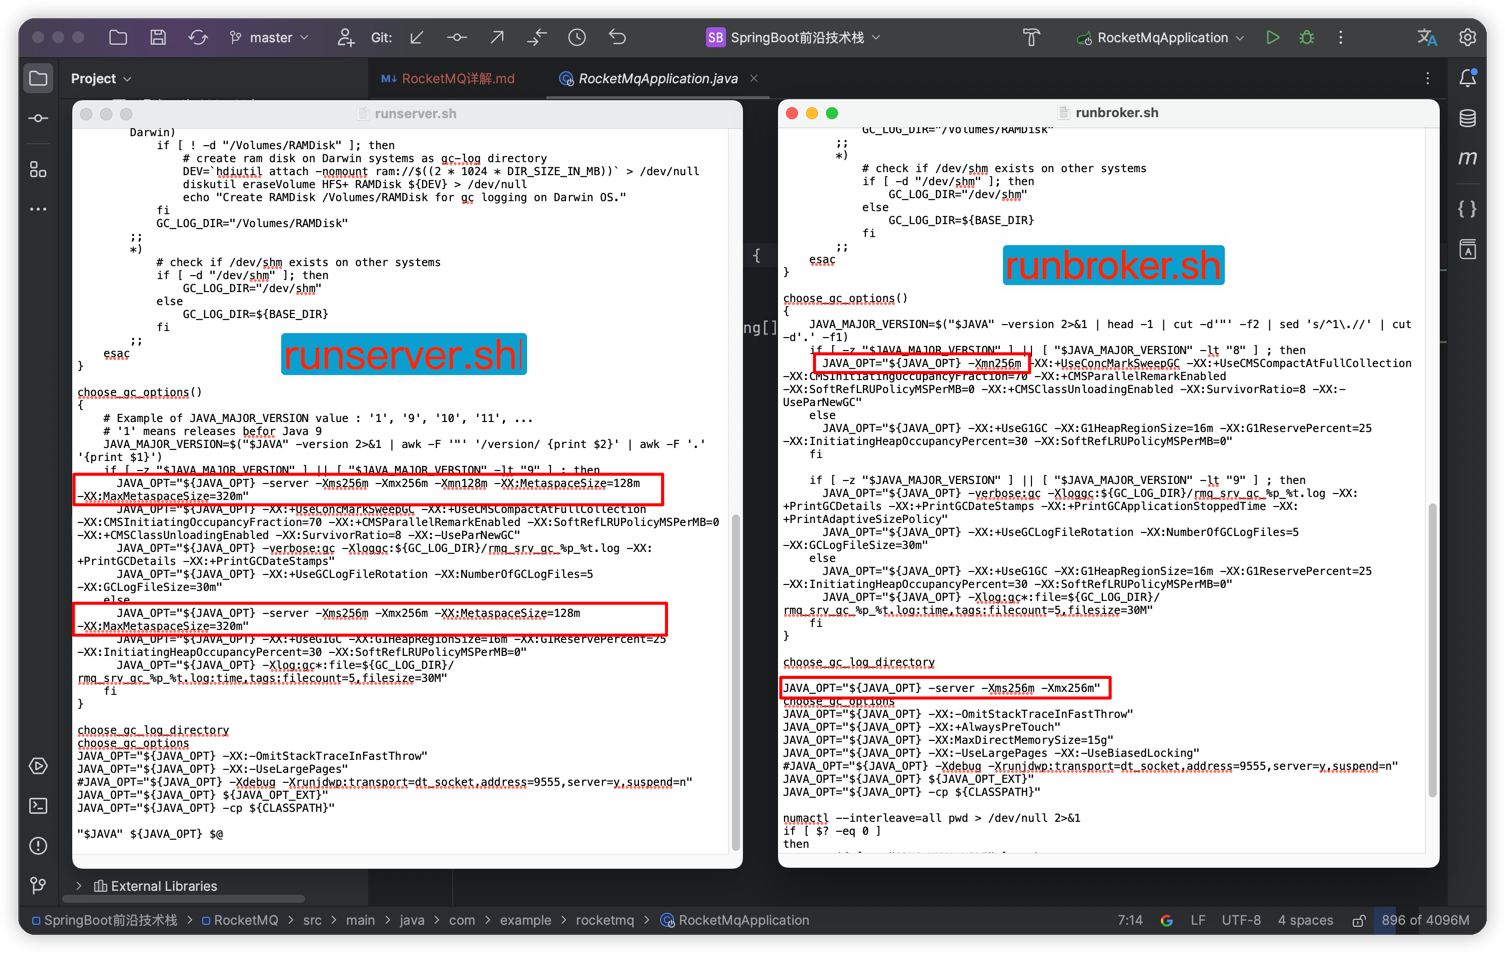 master
Git:
SB SpringBoot前沿技术栈
RocketMqApplication
Project
M↓ RocketMQ详解.md
RocketMqApplication.java
runserver.sh
Darwin)
if [ ! -d "/Volumes/RAMDisk" ]; then
# create ram disk on Darwin systems as gc-log directory
DEV=`hdiutil attach -nomount ram://$((2 * 1024 * DIR_SIZE_IN_MB))` > /dev/null
diskutil eraseVolume HFS+ RAMDisk ${DEV} > /dev/null
echo "Create RAMDisk /Volumes/RAMDisk for gc logging on Darwin OS."
fi
GC_LOG_DIR="/Volumes/RAMDisk"
;;
*)
# check if /dev/shm exists on other systems
if [ -d "/dev/shm" ]; then
GC_LOG_DIR="/dev/shm"
else
GC_LOG_DIR=${BASE_DIR}
fi
;;
esac
}
runserver.sh
choose_gc_options()
{
# Example of JAVA_MAJOR_VERSION value : '1', '9', '10', '11', ...
# '1' means releases befor Java 9
JAVA_MAJOR_VERSION=$("$JAVA" -version 2>&1 | awk -F '"' '/version/ {print $2}' | awk -F '.'
'{print $1}')
if [ -z "$JAVA_MAJOR_VERSION" ] || [ "$JAVA_MAJOR_VERSION" -lt "9" ] ; then
JAVA_OPT="${JAVA_OPT} -server -Xms256m -Xmx256m -Xmn128m -XX:MetaspaceSize=128m
-XX:MaxMetaspaceSize=320m"
JAVA_OPT="${JAVA_OPT} -XX:+UseConcMarkSweepGC -XX:+UseCMSCompactAtFullCollection
-XX:CMSInitiatingOccupancyFraction=70 -XX:+CMSParallelRemarkEnabled -XX:SoftRefLRUPolicyMSPerMB=0
-XX:+CMSClassUnloadingEnabled -XX:SurvivorRatio=8 -XX:-UseParNewGC"
JAVA_OPT="${JAVA_OPT} -verbose:gc -Xloggc:${GC_LOG_DIR}/rmq_srv_gc_%p_%t.log -XX:
+PrintGCDetails -XX:+PrintGCDateStamps"
JAVA_OPT="${JAVA_OPT} -XX:+UseGCLogFileRotation -XX:NumberOfGCLogFiles=5
-XX:GCLogFileSize=30m"
else
JAVA_OPT="${JAVA_OPT} -server -Xms256m -Xmx256m -XX:MetaspaceSize=128m
-XX:MaxMetaspaceSize=320m"
JAVA_OPT="${JAVA_OPT} -XX:+UseG1GC -XX:G1HeapRegionSize=16m -XX:G1ReservePercent=25
-XX:InitiatingHeapOccupancyPercent=30 -XX:SoftRefLRUPolicyMSPerMB=0"
JAVA_OPT="${JAVA_OPT} -Xlog:gc*:file=${GC_LOG_DIR}/
rmq_srv_gc_%p_%t.log:time,tags:filecount=5,filesize=30M"
fi
}
choose_gc_log_directory
choose_gc_options
JAVA_OPT="${JAVA_OPT} -XX:-OmitStackTraceInFastThrow"
JAVA_OPT="${JAVA_OPT} -XX:-UseLargePages"
#JAVA_OPT="${JAVA_OPT} -Xdebug -Xrunjdwp:transport=dt_socket,address=9555,server=y,suspend=n"
JAVA_OPT="${JAVA_OPT} ${JAVA_OPT_EXT}"
JAVA_OPT="${JAVA_OPT} -cp ${CLASSPATH}"
"$JAVA" ${JAVA_OPT} $@
{
ng[]
runbroker.sh
GC_LOG_DIR="/Volumes/RAMDisk"
;;
*)
# check if /dev/shm exists on other systems
if [ -d "/dev/shm" ]; then
GC_LOG_DIR="/dev/shm"
else
GC_LOG_DIR=${BASE_DIR}
fi
;;
esac
}
runbroker.sh
choose_gc_options()
{
JAVA_MAJOR_VERSION=$("$JAVA" -version 2>&1 | head -1 | cut -d'"' -f2 | sed 's/^1\.//' | cut
-d'.' -f1)
if [ -z "$JAVA_MAJOR_VERSION" ] || [ "$JAVA_MAJOR_VERSION" -lt "8" ] ; then
JAVA_OPT="${JAVA_OPT} -Xmn256m -XX:+UseConcMarkSweepGC -XX:+UseCMSCompactAtFullCollection
-XX:CMSInitiatingOccupancyFraction=70 -XX:+CMSParallelRemarkEnabled
-XX:SoftRefLRUPolicyMSPerMB=0 -XX:+CMSClassUnloadingEnabled -XX:SurvivorRatio=8 -XX:-
UseParNewGC"
else
JAVA_OPT="${JAVA_OPT} -XX:+UseG1GC -XX:G1HeapRegionSize=16m -XX:G1ReservePercent=25
-XX:InitiatingHeapOccupancyPercent=30 -XX:SoftRefLRUPolicyMSPerMB=0"
fi
if [ -z "$JAVA_MAJOR_VERSION" ] || [ "$JAVA_MAJOR_VERSION" -lt "9" ] ; then
JAVA_OPT="${JAVA_OPT} -verbose:gc -Xloggc:${GC_LOG_DIR}/rmq_srv_gc_%p_%t.log -XX:
+PrintGCDetails -XX:+PrintGCDateStamps -XX:+PrintGCApplicationStoppedTime -XX:
+PrintAdaptiveSizePolicy"
JAVA_OPT="${JAVA_OPT} -XX:+UseGCLogFileRotation -XX:NumberOfGCLogFiles=5
-XX:GCLogFileSize=30m"
else
JAVA_OPT="${JAVA_OPT} -XX:+UseG1GC -XX:G1HeapRegionSize=16m -XX:G1ReservePercent=25
-XX:InitiatingHeapOccupancyPercent=30 -XX:SoftRefLRUPolicyMSPerMB=0"
JAVA_OPT="${JAVA_OPT} -Xlog:gc*:file=${GC_LOG_DIR}/
rmq_srv_gc_%p_%t.log:time,tags:filecount=5,filesize=30M"
fi
}
choose_gc_log_directory
JAVA_OPT="${JAVA_OPT} -server -Xms256m -Xmx256m"
choose_gc_options
JAVA_OPT="${JAVA_OPT} -XX:-OmitStackTraceInFastThrow"
JAVA_OPT="${JAVA_OPT} -XX:+AlwaysPreTouch"
JAVA_OPT="${JAVA_OPT} -XX:MaxDirectMemorySize=15g"
JAVA_OPT="${JAVA_OPT} -XX:-UseLargePages -XX:-UseBiasedLocking"
#JAVA_OPT="${JAVA_OPT} -Xdebug -Xrunjdwp:transport=dt_socket,address=9555,server=y,suspend=n"
JAVA_OPT="${JAVA_OPT} ${JAVA_OPT_EXT}"
JAVA_OPT="${JAVA_OPT} -cp ${CLASSPATH}"
numactl --interleave=all pwd > /dev/null 2>&1
if [ $? -eq 0 ]
then
External Libraries
SpringBoot前沿技术栈 > RocketMQ > src > main > java > com > example > rocketmq > RocketMqApplication
7:14 LF UTF-8 4 spaces 896 of 4096M